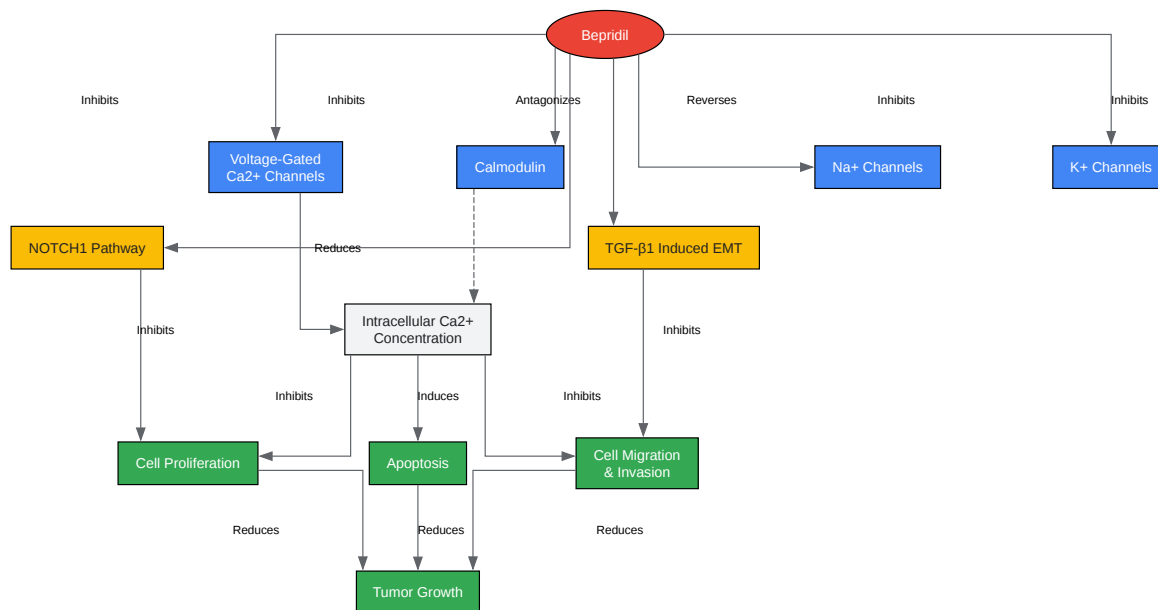 Bepridil
Inhibits
Inhibits
Antagonizes
Reverses
Inhibits
Inhibits
Voltage-Gated
Ca2+ Channels
Calmodulin
Na+ Channels
K+ Channels
NOTCH1 Pathway
Reduces
TGF-β1 Induced EMT
Intracellular Ca2+
Concentration
Inhibits
Inhibits
Inhibits
Induces
Inhibits
Cell Proliferation
Apoptosis
Cell Migration
& Invasion
Reduces
Reduces
Reduces
Tumor Growth